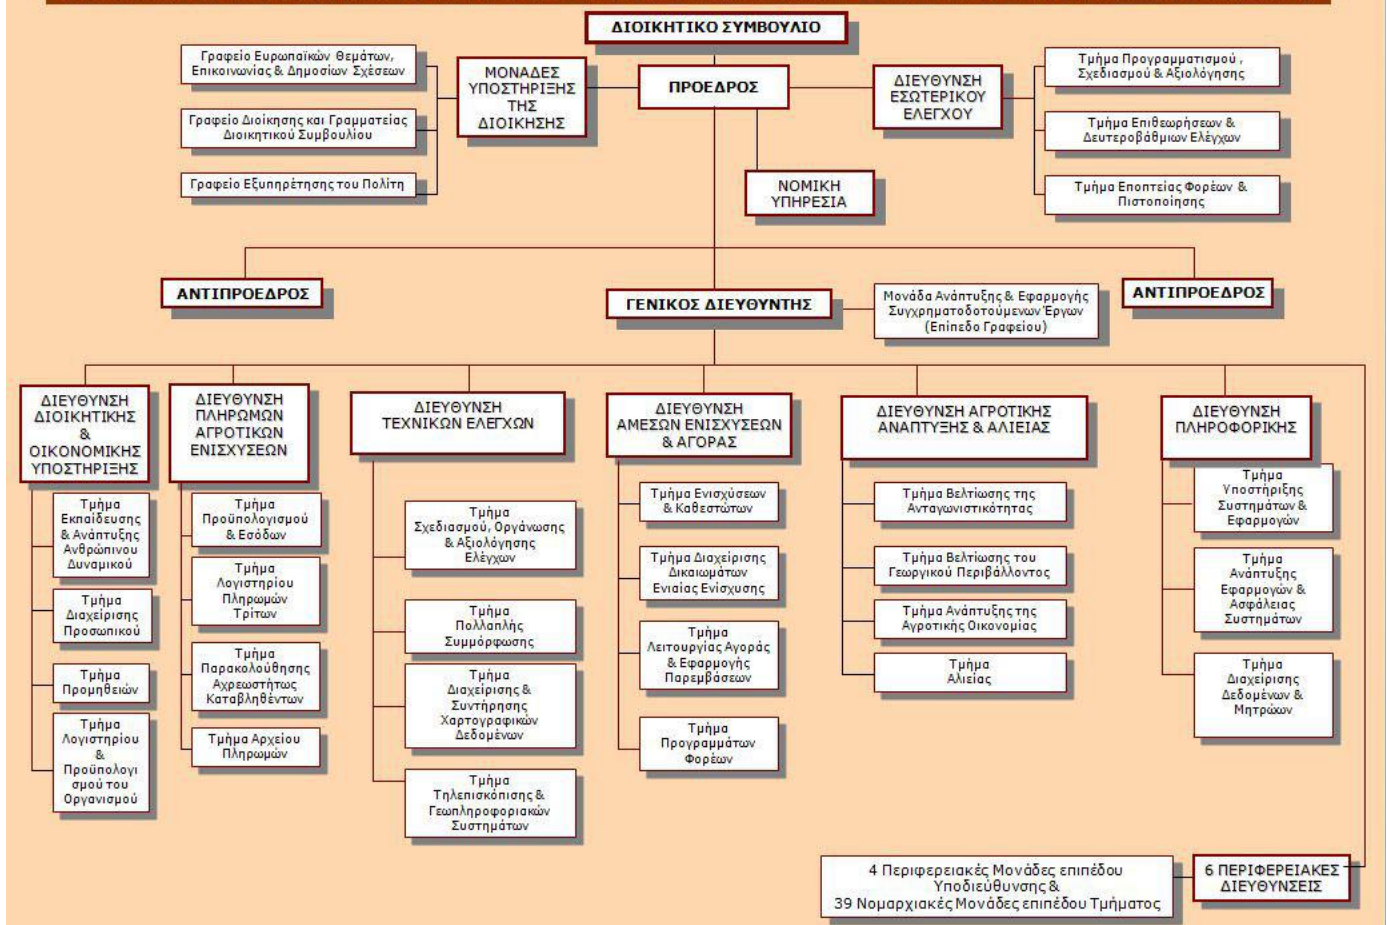 ΔΙΟΙΚΗΤΙΚΟ ΣΥΜΒΟΥΛΙΟ
Γραφείο Ευρωπαϊκών Θεμάτων,
Επικοινωνίας & Δημοσίων Σχέσεων
Γραφείο Διοίκησης και Γραμματείας
Διοικητικού Συμβουλίου
Γραφείο Εξυπηρέτησης του Πολίτη
ΜΟΝΑΔΕΣ
ΥΠΟΣΤΗΡΙΞΗΣ
ΤΗΣ
ΔΙΟΙΚΗΣΗΣ
ΠΡΟΕΔΡΟΣ
ΔΙΕΥΘΥΝΣΗ
ΕΣΩΤΕΡΙΚΟΥ
ΕΛΕΓΧΟΥ
Τμήμα Προγραμματισμού ,
Σχεδιασμού & Αξιολόγησης
Τμήμα Επιθεωρήσεων &
Δευτεροβάθμιων Ελέγχων
Τμήμα Εποπτείας Φορέων &
Πιστοποίησης
ΝΟΜΙΚΗ
ΥΠΗΡΕΣΙΑ
ΑΝΤΙΠΡΟΕΔΡΟΣ
ΓΕΝΙΚΟΣ ΔΙΕΥΘΥΝΤΗΣ
Μονάδα Ανάπτυξης & Εφαρμογής
Συγχρηματοδοτούμενων Έργων
(Επίπεδο Γραφείου)
ΑΝΤΙΠΡΟΕΔΡΟΣ
ΔΙΕΥΘΥΝΣΗ
ΔΙΟΙΚΗΤΙΚΗΣ
&
ΟΙΚΟΝΟΜΙΚΗΣ
ΥΠΟΣΤΗΡΙΞΗΣ
Τμήμα
Εκπαίδευσης
& Ανάπτυξης
Ανθρώπινου
Δυναμικού
Τμήμα
Διαχείρισης
Προσωπικού
Τμήμα
Προμηθειών
Τμήμα
Λογιστηρίου
&
Προϋπολογι
σμού του
Οργανισμού
ΔΙΕΥΘΥΝΣΗ
ΠΛΗΡΩΜΩΝ
ΑΓΡΟΤΙΚΩΝ
ΕΝΙΣΧΥΣΕΩΝ
Τμήμα
Προϋπολογισμού
& Εσόδων
Τμήμα
Λογιστηρίου
Πληρωμών
Τρίτων
Τμήμα
Παρακολούθησης
Αχρεωστήτως
Καταβληθέντων
Τμήμα Αρχείου
Πληρωμών
ΔΙΕΥΘΥΝΣΗ
ΤΕΧΝΙΚΩΝ ΕΛΕΓΧΩΝ
Τμήμα
Σχεδιασμού, Οργάνωσης
& Αξιολόγησης
Ελέγχων
Τμήμα
Πολλαπλής
Συμμόρφωσης
Τμήμα
Διαχείρισης &
Συντήρησης
Χαρτογραφικών
Δεδομένων
Τμήμα
Τηλεπισκόπισης &
Γεωπληροφοριακών
Συστημάτων
ΔΙΕΥΘΥΝΣΗ
ΑΜΕΣΩΝ ΕΝΙΣΧΥΣΕΩΝ
& ΑΓΟΡΑΣ
Τμήμα Ενισχύσεων
& Καθεστώτων
Τμήμα Διαχείρισης
Δικαιωμάτων
Ενιαίας Ενίσχυσης
Τμήμα
Λειτουργίας Αγοράς
& Εφαρμογής
Παρεμβάσεων
Τμήμα
Προγραμμάτων
Φορέων
ΔΙΕΥΘΥΝΣΗ ΑΓΡΟΤΙΚΗΣ
ΑΝΑΠΤΥΞΗΣ & ΑΛΙΕΙΑΣ
Τμήμα Βελτίωσης της
Ανταγωνιστικότητας
Τμήμα Βελτίωσης του
Γεωργικού Περιβάλλοντος
Τμήμα Ανάπτυξης της
Αγροτικής Οικονομίας
Τμήμα
Αλιείας
ΔΙΕΥΘΥΝΣΗ
ΠΛΗΡΟΦΟΡΙΚΗΣ
Τμήμα
Υποστήριξης
Συστημάτων &
Εφαρμογών
Τμήμα
Ανάπτυξης
Εφαρμογών &
Ασφάλειας
Συστημάτων
Τμήμα
Διαχείρισης
Δεδομένων &
Μητρώων
4 Περιφερειακές Μονάδες επιπέδου
Υποδιεύθυνσης &
39 Νομαρχιακές Μονάδες επιπέδου Τμήματος
6 ΠΕΡΙΦΕΡΕΙΑΚΕΣ
ΔΙΕΥΘΥΝΣΕΙΣ